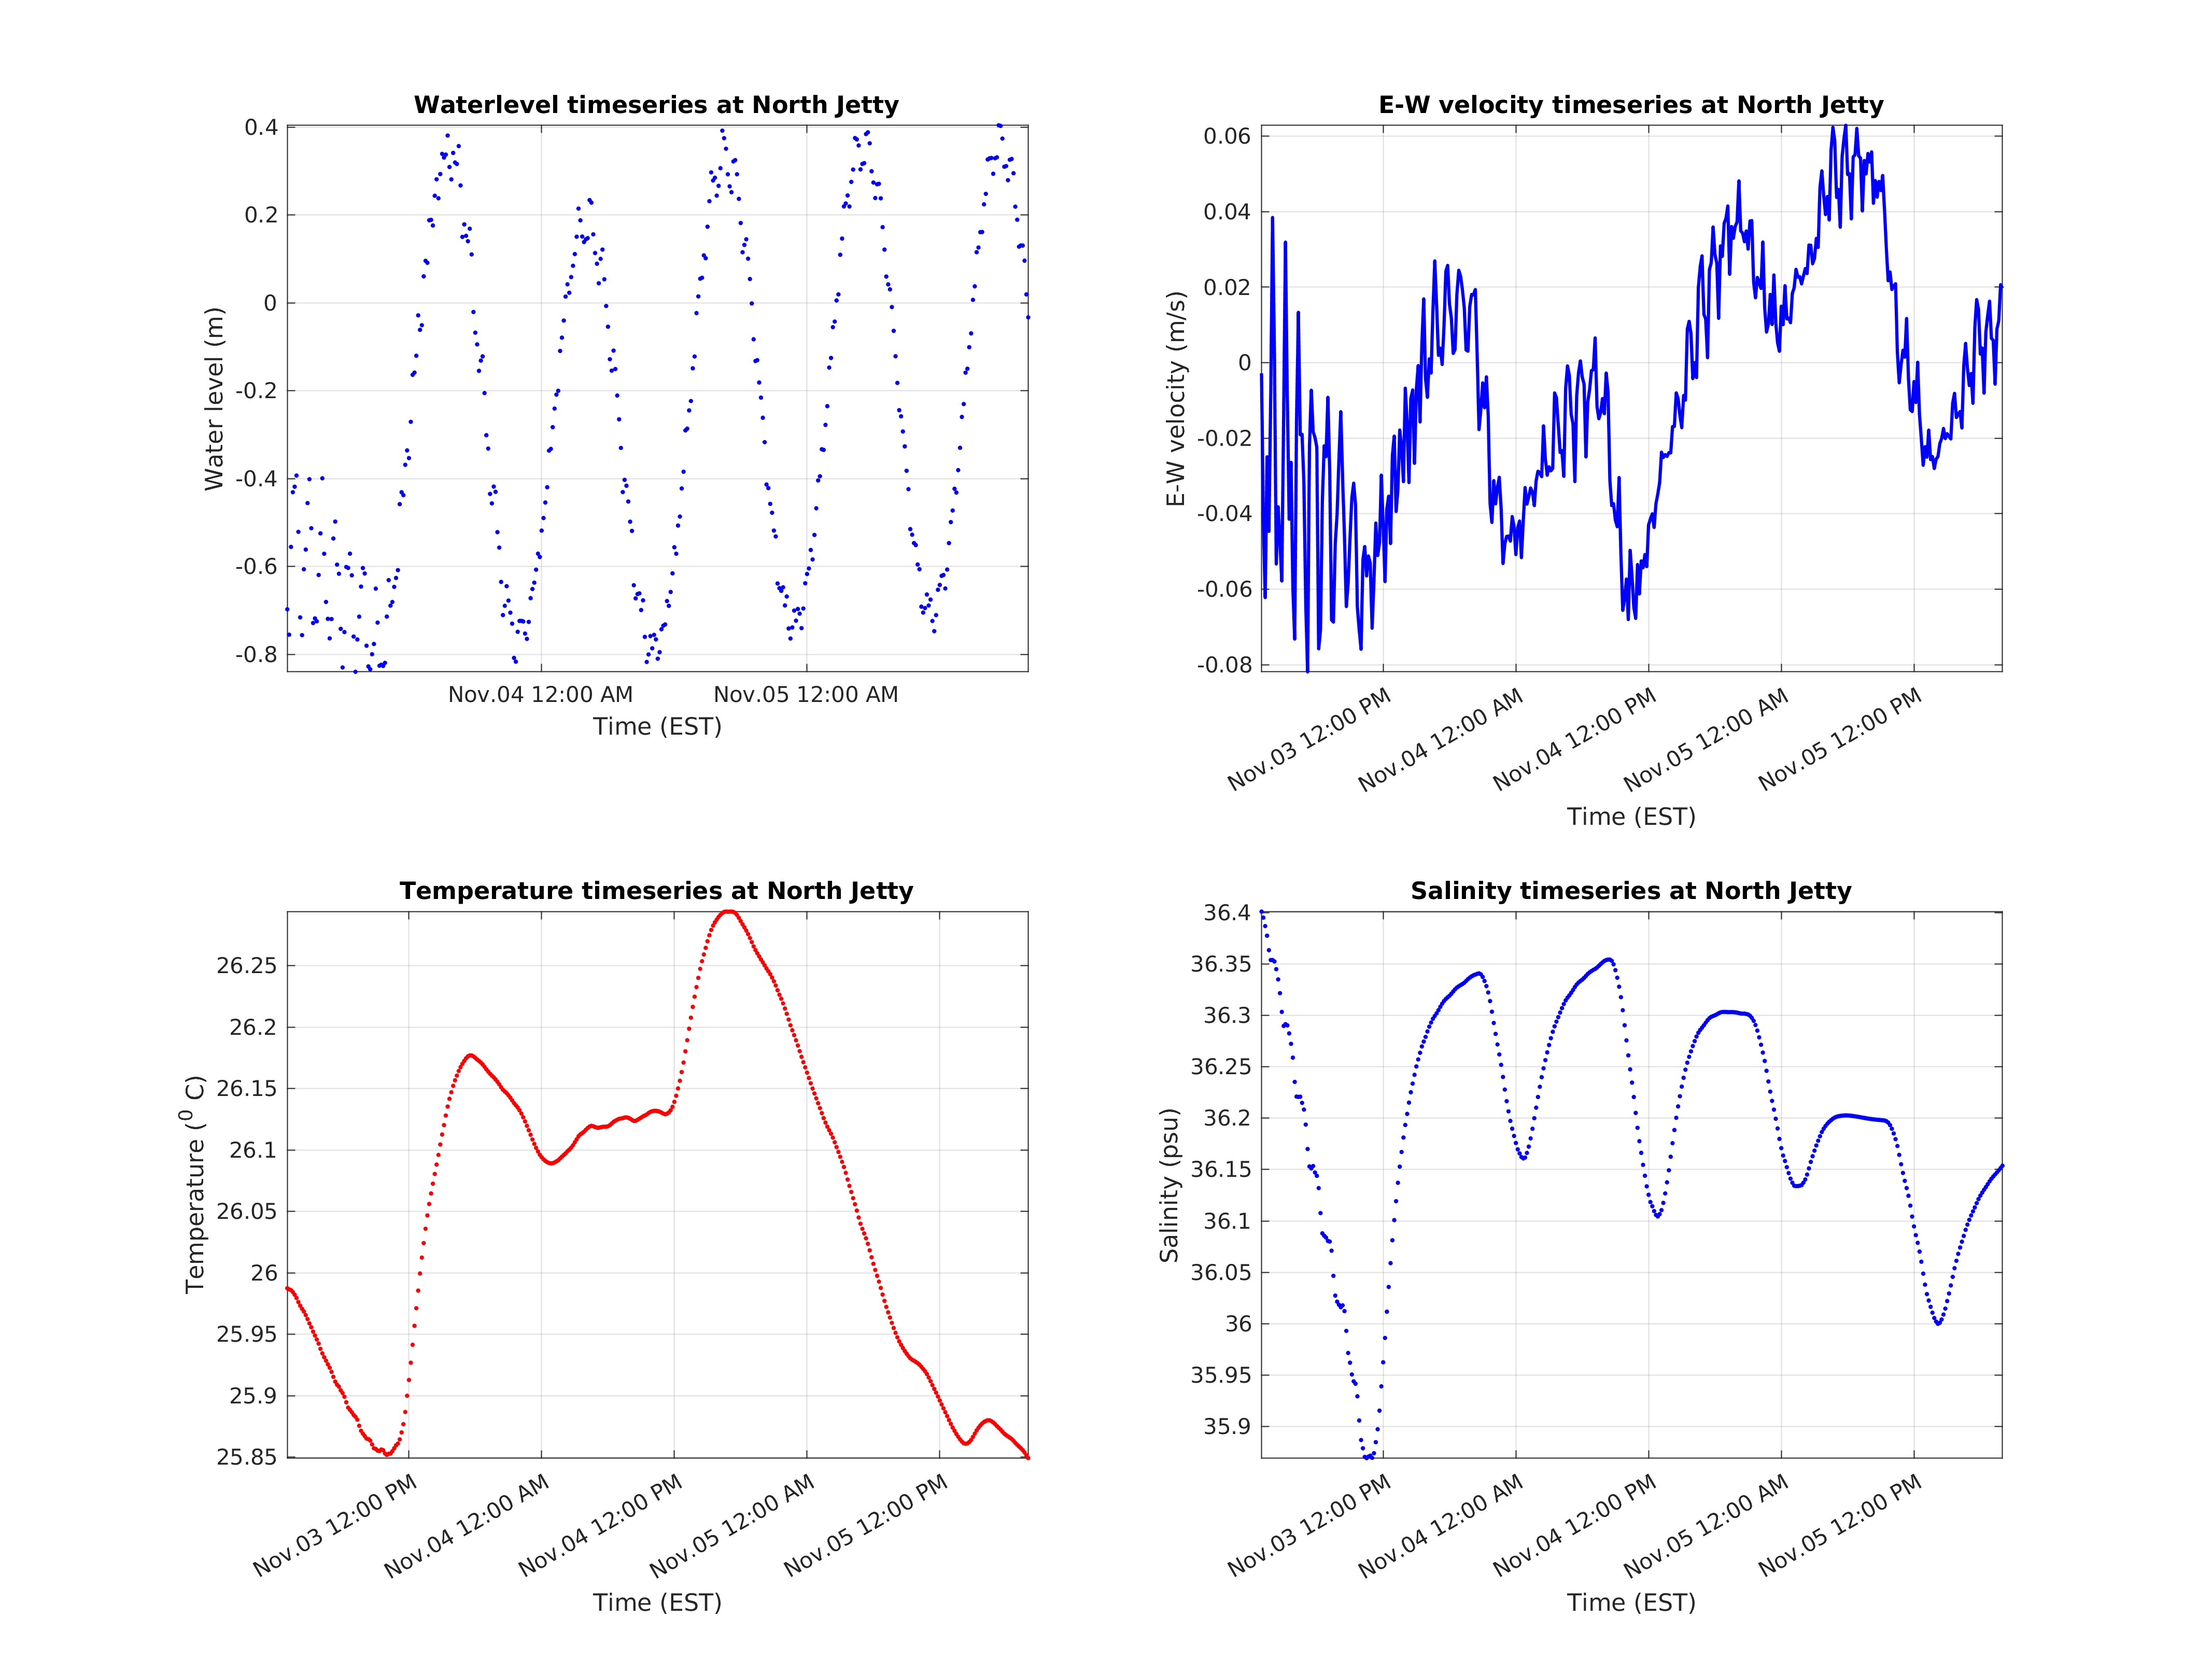 Waterlevel timeseries at North Jetty
0.4
0.2
0
-0.2
-0.4
-0.6
-0.8
Water level (m)
Nov.04 12:00 AM
Nov.05 12:00 AM
Time (EST)
E-W velocity timeseries at North Jetty
0.06
0.04
0.02
0
-0.02
-0.04
-0.06
-0.08
E-W velocity (m/s)
Nov.03 12:00 PM
Nov.04 12:00 AM
Nov.04 12:00 PM
Nov.05 12:00 AM
Nov.05 12:00 PM
Time (EST)
Temperature timeseries at North Jetty
26.25
26.2
26.15
26.1
26.05
26
25.95
25.9
25.85
Temperature (⁰ C)
Nov.03 12:00 PM
Nov.04 12:00 AM
Nov.04 12:00 PM
Nov.05 12:00 AM
Nov.05 12:00 PM
Time (EST)
Salinity timeseries at North Jetty
36.4
36.35
36.3
36.25
36.2
36.15
36.1
36.05
36
35.95
35.9
Salinity (psu)
Nov.03 12:00 PM
Nov.04 12:00 AM
Nov.04 12:00 PM
Nov.05 12:00 AM
Nov.05 12:00 PM
Time (EST)